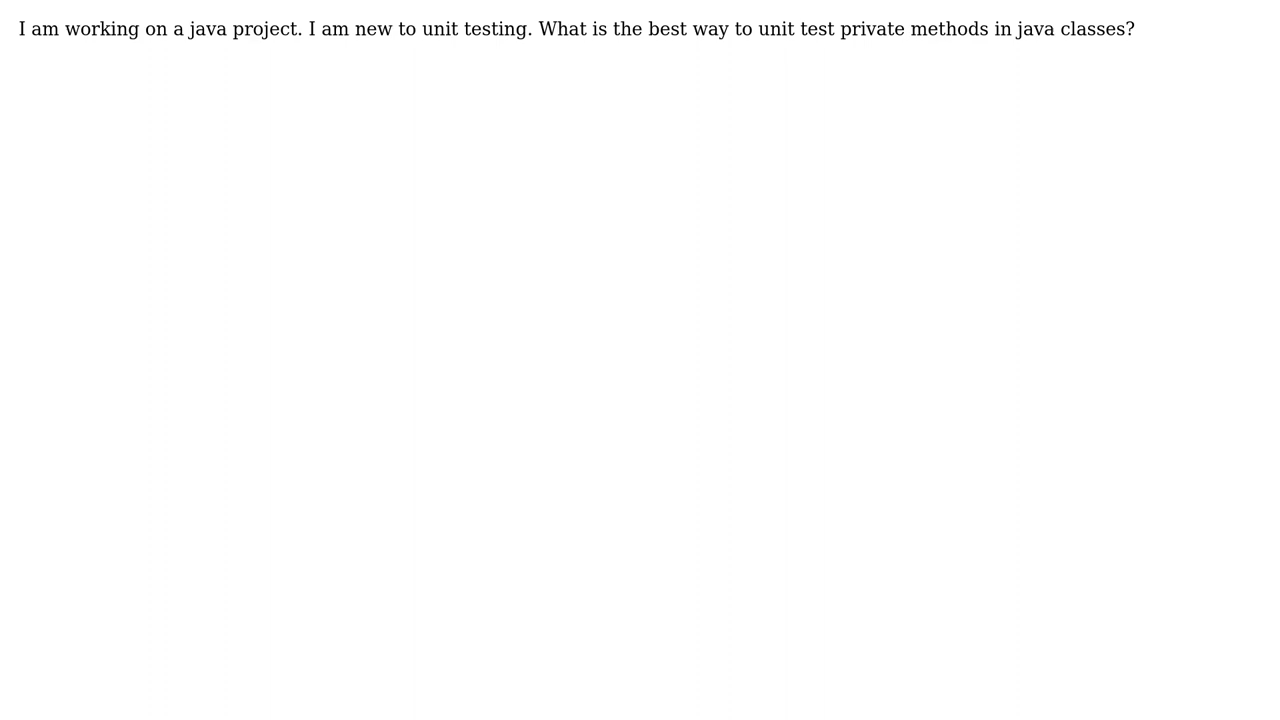 I am working on a java project. I am new to unit testing. What is the best way to unit test private methods in java classes?